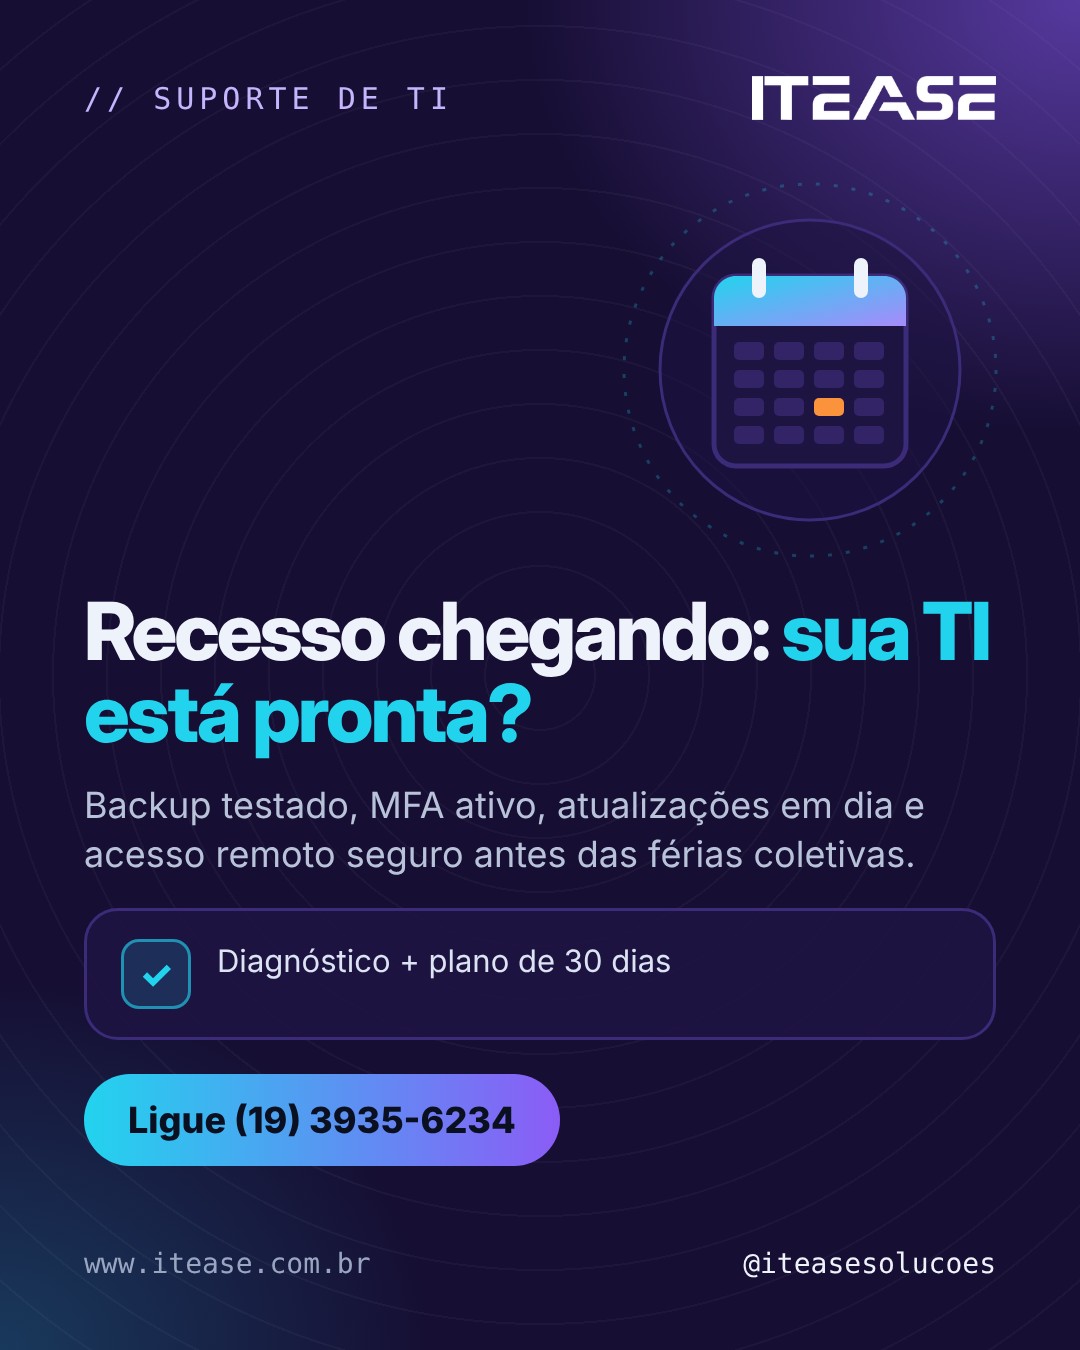 // SUPORTE DE TI
ITEASE
Recesso chegando: sua TI
está pronta?
Backup testado, MFA ativo, atualizações em dia e
acesso remoto seguro antes das férias coletivas.
Diagnóstico + plano de 30 dias
Ligue (19) 3935-6234
www.itease.com.br
@iteasesolucoes